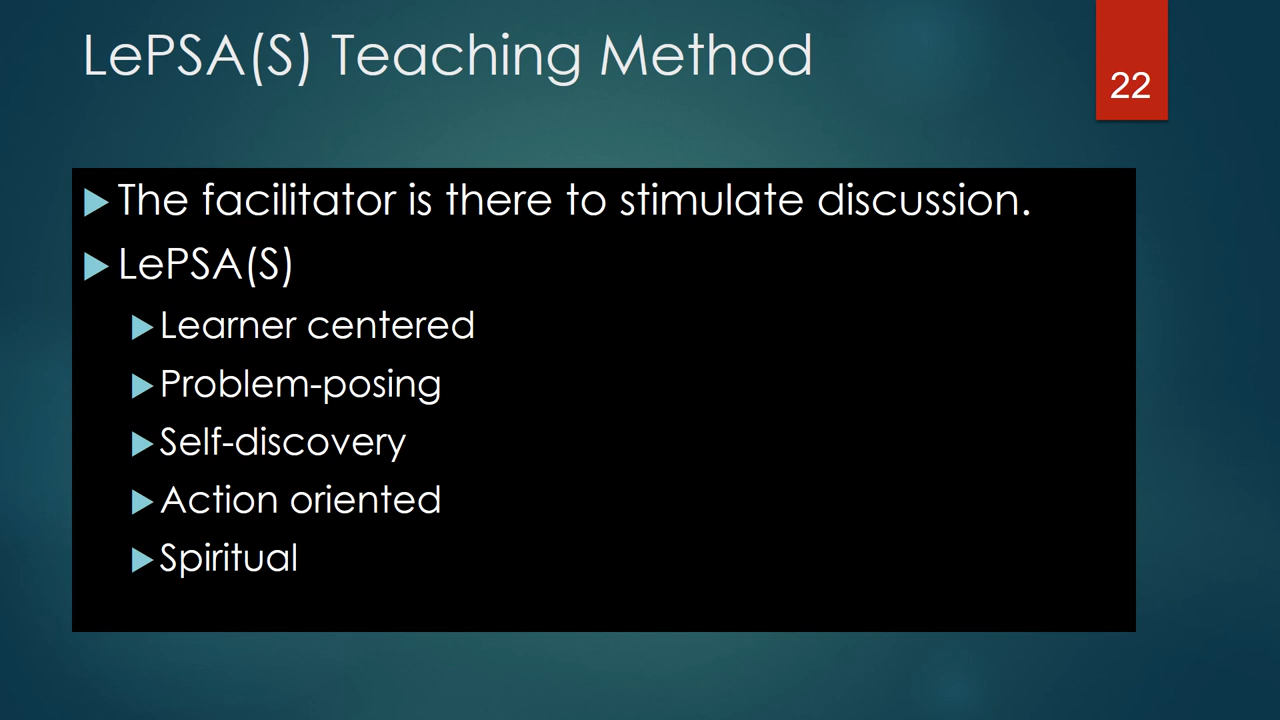 LePSA(S) Teaching Method
22
The facilitator is there to stimulate discussion.
LePSA(S)
Learner centered
Problem-posing
Self-discovery
Action oriented
Spiritual